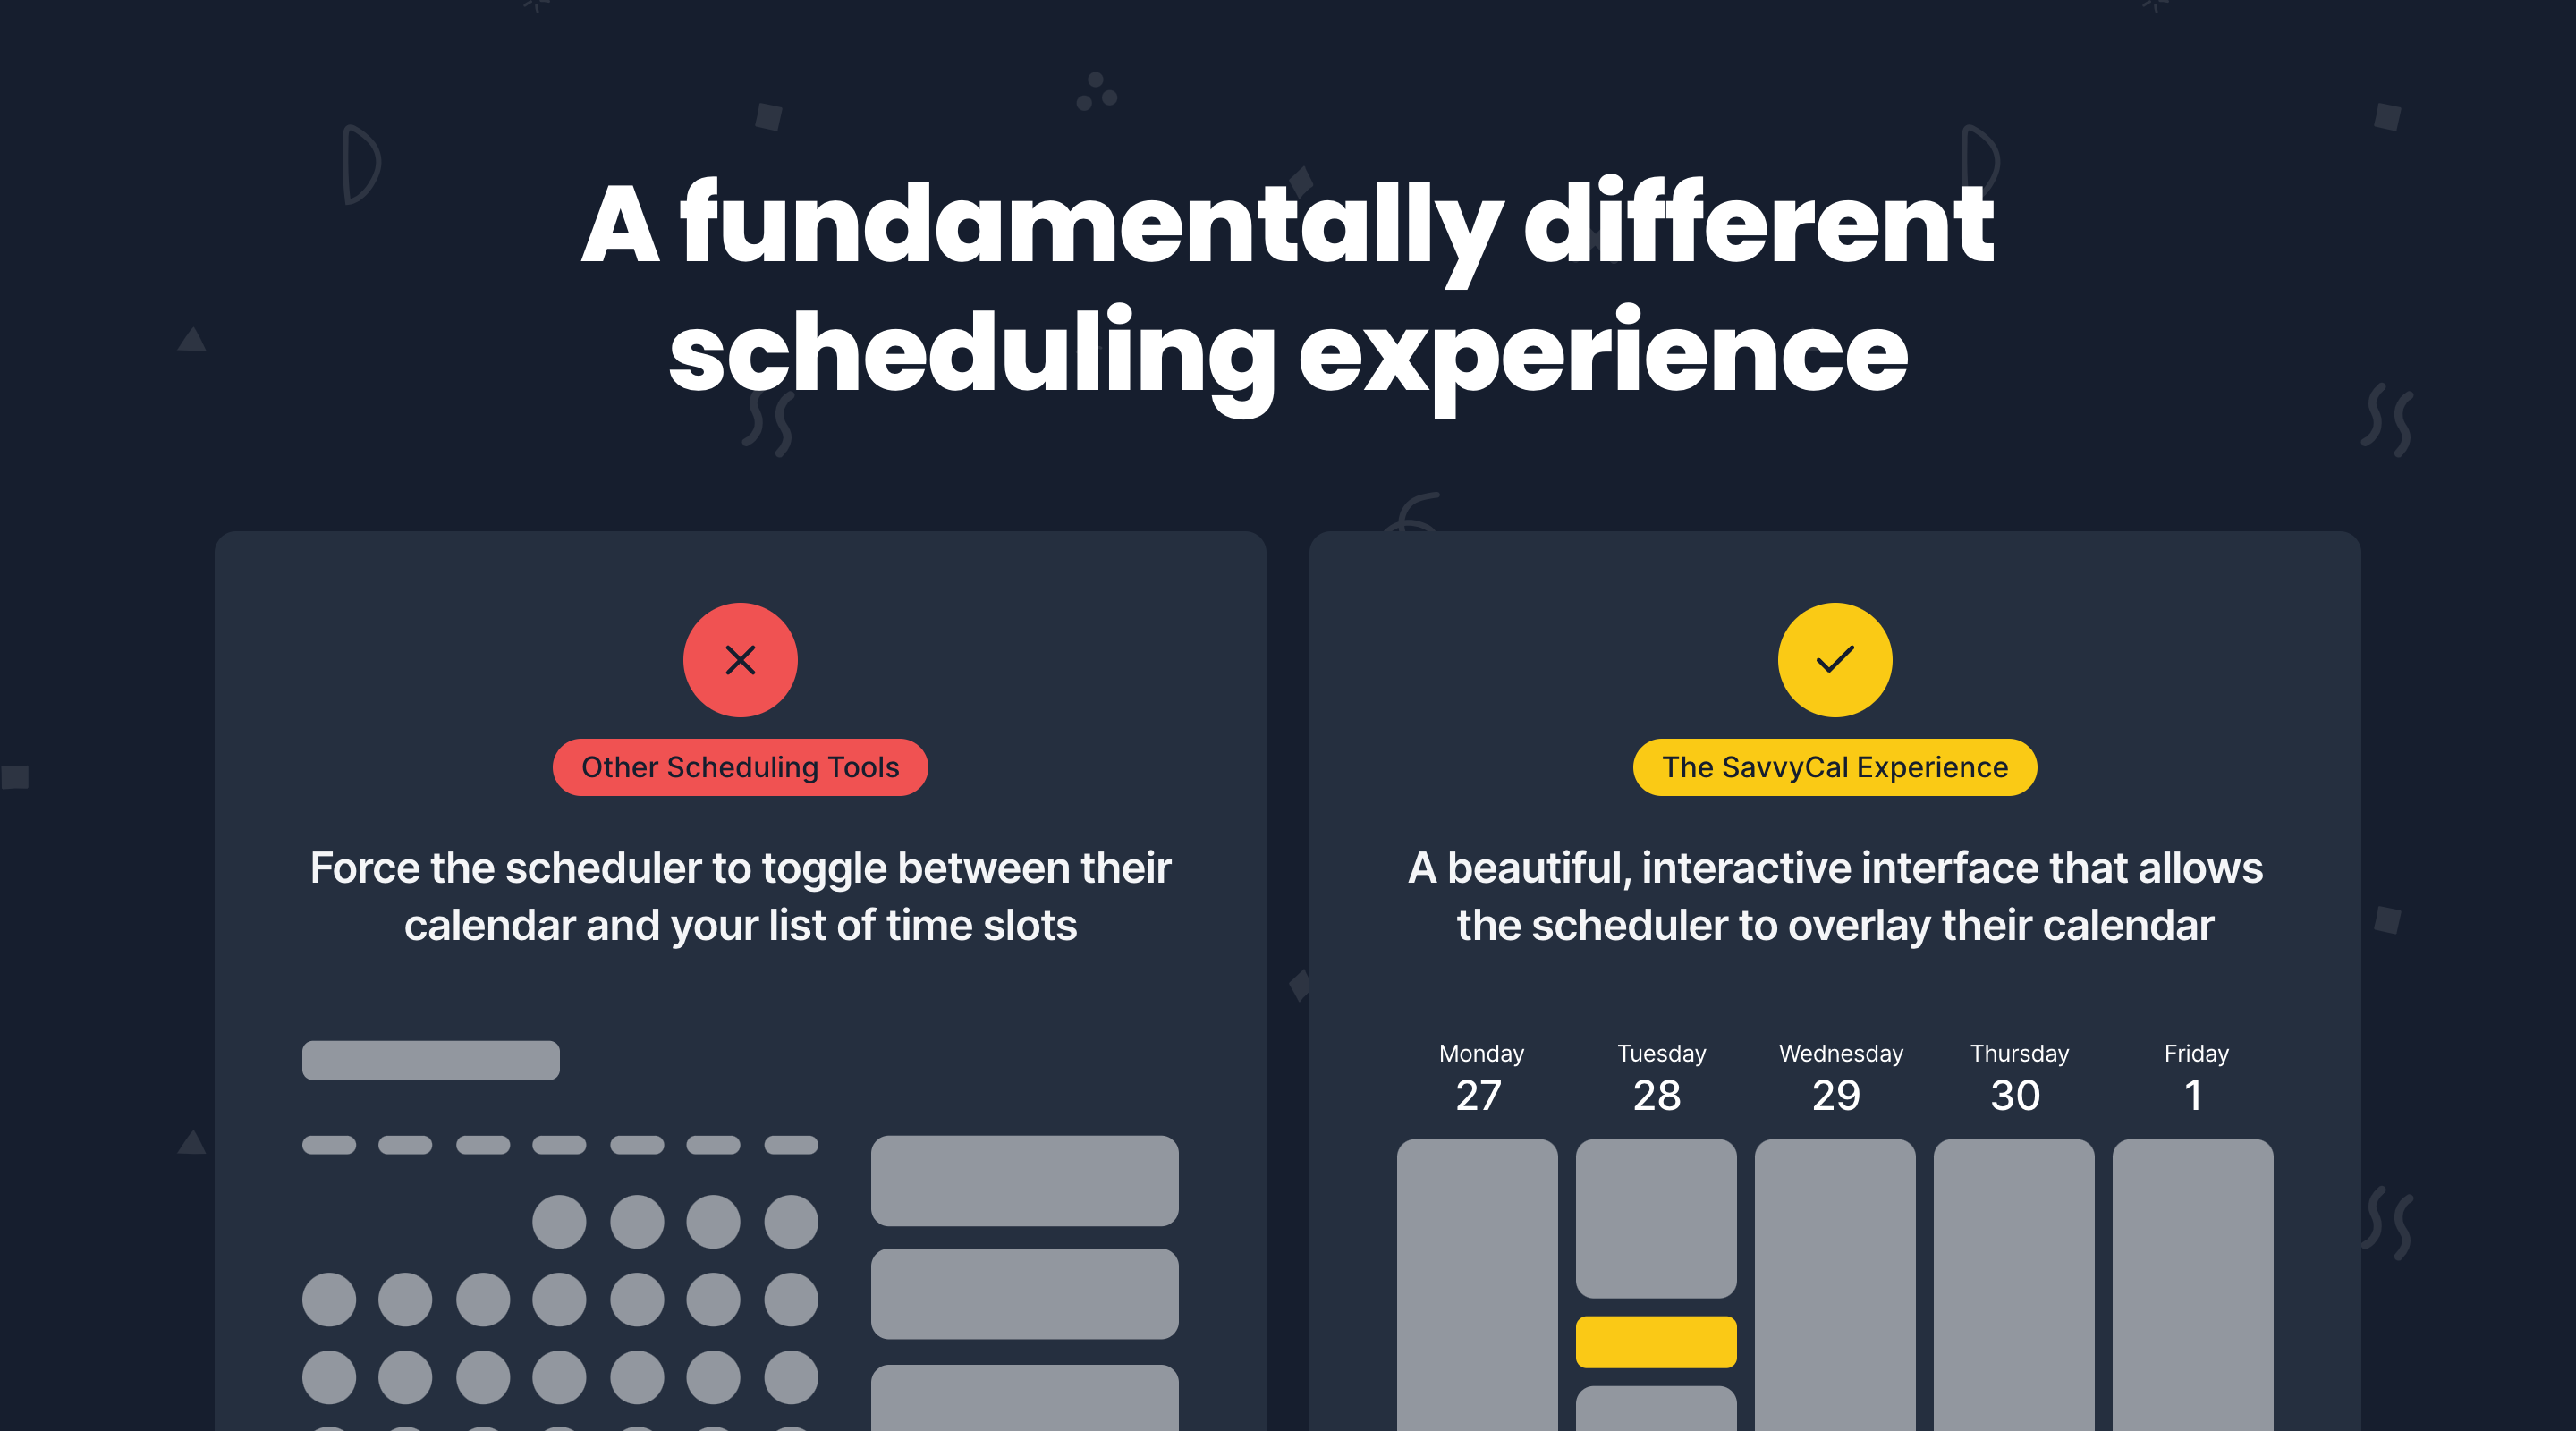 A fundamentally different
scheduling experience
Other Scheduling Tools
Force the scheduler to toggle between their
calendar and your list of time slots
The SavvyCal Experience
A beautiful, interactive interface that allows
the scheduler to overlay their calendar
Monday Tuesday Wednesday Thursday Friday
27 28 29 30 1